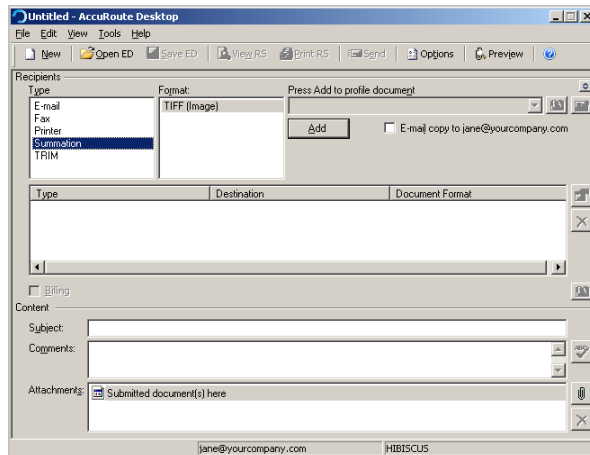 Untitled - AccuRoute Desktop
File Edit View Tools Help
New Open ED Save ED View RS Print RS Send Options Preview
Recipients
Type Format: Press Add to profile document
E-mail TIFF (Image)
Fax
Printer Add E-mail copy to jane@yourcompany.com
Summation
TRIM
Type Destination Document Format
Billing
Content
Subject:
Comments:
Attachments: Submitted document(s) here
jane@yourcompany.com HIBISCUS